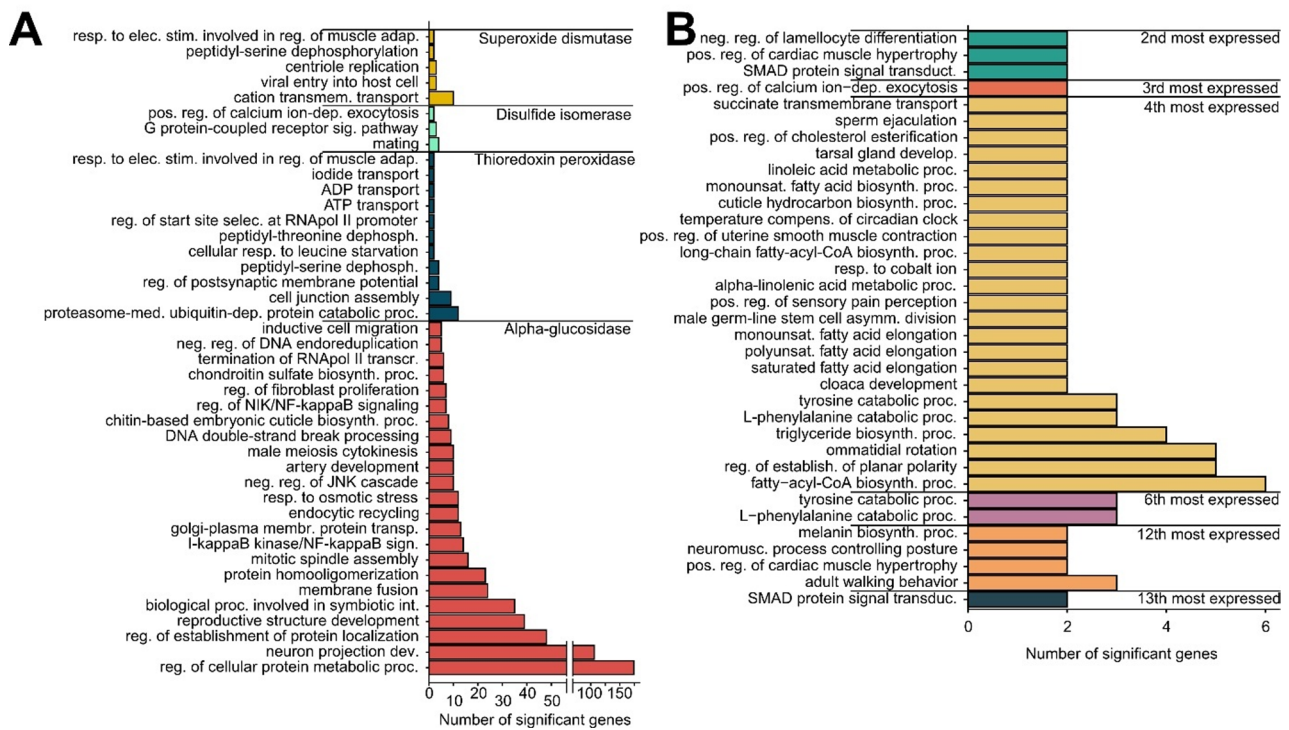 A
resp. to elec. stim. involved in reg. of muscle adap.
Superoxide dismutase
peptidyl-serine dephosphorylation
centriole replication
viral entry into host cell
cation transmem. transport
pos. reg. of calcium ion-dep. exocytosis
Disulfide isomerase
G protein-coupled receptor sig. pathway
mating
resp. to elec. stim. involved in reg. of muscle adap.
Thioredoxin peroxidase
iodide transport
ADP transport
ATP transport
reg. of start site selec. at RNApol II promoter
peptidyl-threonine dephosph.
cellular resp. to leucine starvation
peptidyl-serine dephosph.
reg. of postsynaptic membrane potential
cell junction assembly
proteasome-med. ubiquitin-dep. protein catabolic proc.
inductive cell migration
Alpha-glucosidase
neg. reg. of DNA endoreduplication
termination of RNApol II transcr.
chondroitin sulfate biosynth. proc.
reg. of fibroblast proliferation
reg. of NIK/NF-kappaB signaling
chitin-based embryonic cuticle biosynth. proc.
DNA double-strand break processing
male meiosis cytokinesis
artery development
neg. reg. of JNK cascade
resp. to osmotic stress
endocytic recycling
golgi-plasma membr. protein transp.
I-kappaB kinase/NF-kappaB sign.
mitotic spindle assembly
protein homooligomerization
membrane fusion
biological proc. involved in symbiotic int.
reproductive structure development
reg. of establishment of protein localization
neuron projection dev.
reg. of cellular protein metabolic proc.
0 10 20 30 40 50 100 150
Number of significant genes
B
neg. reg. of lamellocyte differentiation
2nd most expressed
pos. reg. of cardiac muscle hypertrophy
SMAD protein signal transduct.
pos. reg. of calcium ion−dep. exocytosis
3rd most expressed
succinate transmembrane transport
4th most expressed
sperm ejaculation
pos. reg. of cholesterol esterification
tarsal gland develop.
linoleic acid metabolic proc.
monounsat. fatty acid biosynth. proc.
cuticle hydrocarbon biosynth. proc.
temperature compens. of circadian clock
pos. reg. of uterine smooth muscle contraction
long-chain fatty-acyl-CoA biosynth. proc.
resp. to cobalt ion
alpha-linolenic acid metabolic proc.
pos. reg. of sensory pain perception
male germ-line stem cell asymm. division
monounsat. fatty acid elongation
polyunsat. fatty acid elongation
saturated fatty acid elongation
cloaca development
tyrosine catabolic proc.
L-phenylalanine catabolic proc.
triglyceride biosynth. proc.
ommatidial rotation
reg. of establish. of planar polarity
fatty−acyl-CoA biosynth. proc.
tyrosine catabolic proc.
6th most expressed
L−phenylalanine catabolic proc.
melanin biosynth. proc.
12th most expressed
neuromusc. process controlling posture
pos. reg. of cardiac muscle hypertrophy
adult walking behavior
SMAD protein signal transduc.
13th most expressed
0 2 4 6
Number of significant genes